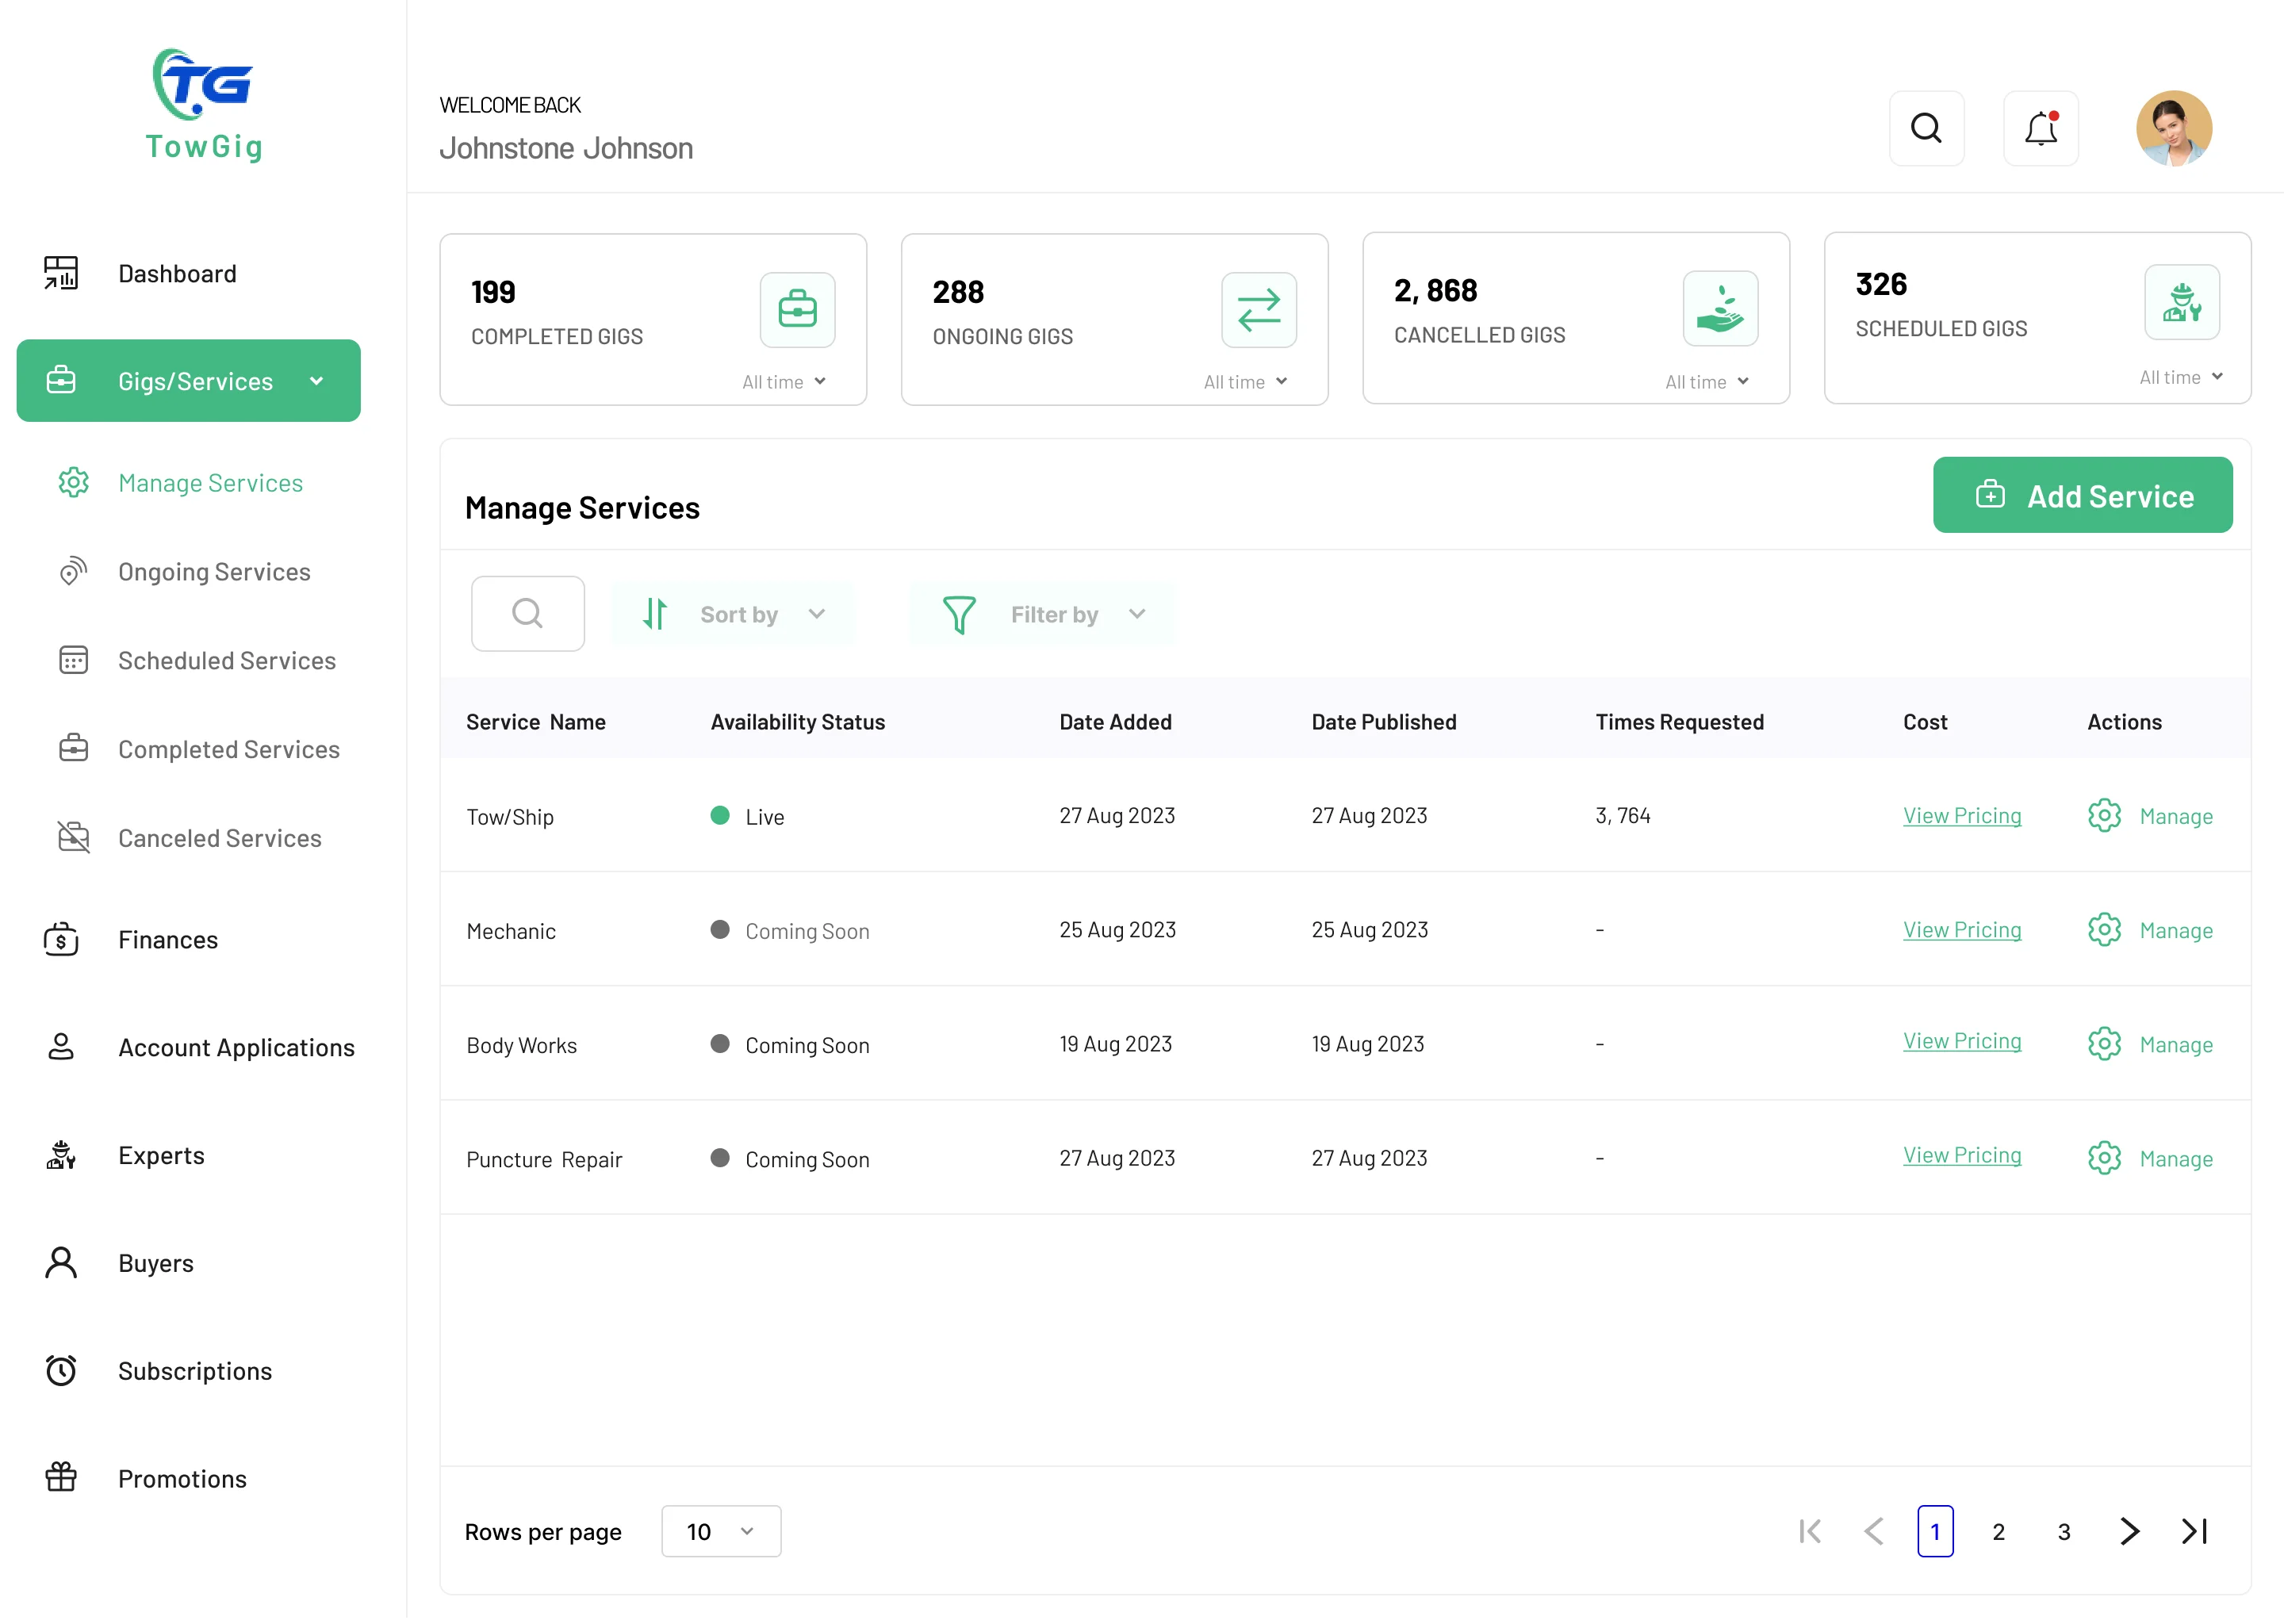 T.G
TowGig
WELCOME BACK
Johnstone Johnson
Dashboard
Gigs/Services
Manage Services
Ongoing Services
Scheduled Services
Completed Services
Canceled Services
Finances
Account Applications
Experts
Buyers
Subscriptions
Promotions
199
COMPLETED GIGS
All time
288
ONGOING GIGS
All time
2, 868
CANCELLED GIGS
All time
326
SCHEDULED GIGS
All time
Manage Services
Add Service
Sort by
Filter by
Service Name Availability Status Date Added Date Published Times Requested Cost Actions
Tow/Ship Live 27 Aug 2023 27 Aug 2023 3, 764 View Pricing Manage
Mechanic Coming Soon 25 Aug 2023 25 Aug 2023 - View Pricing Manage
Body Works Coming Soon 19 Aug 2023 19 Aug 2023 - View Pricing Manage
Puncture Repair Coming Soon 27 Aug 2023 27 Aug 2023 - View Pricing Manage
Rows per page 10 1 2 3